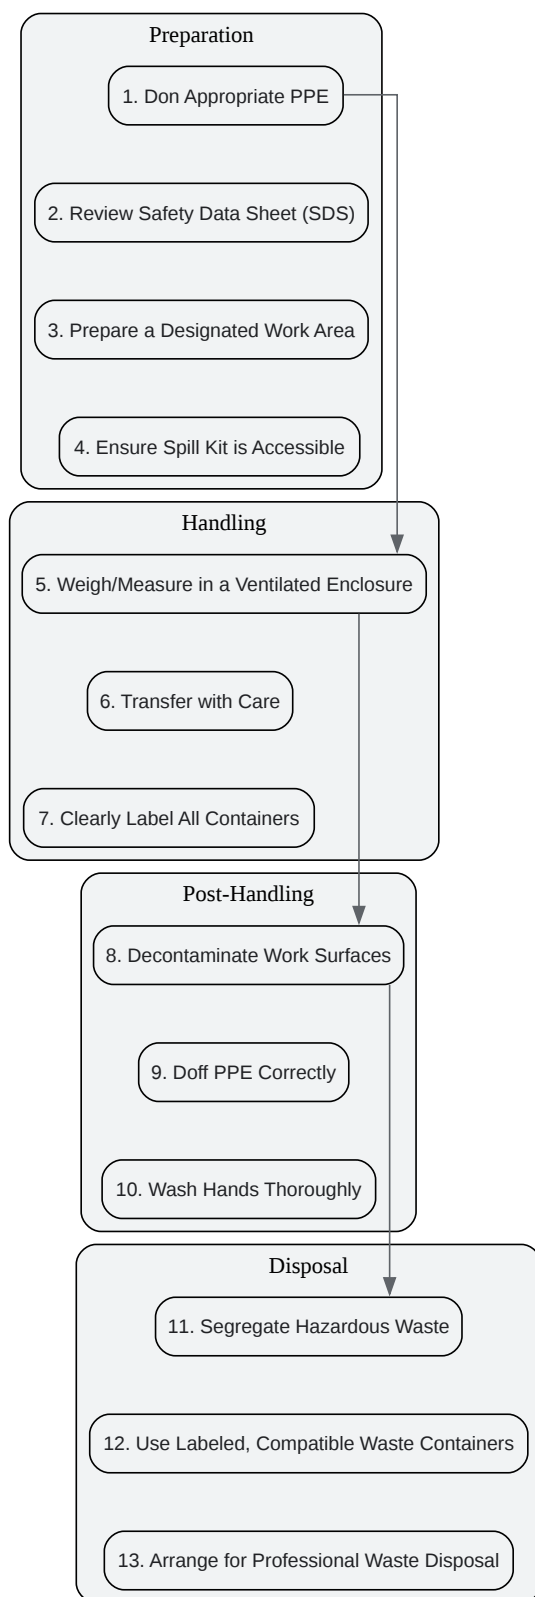 Preparation
1. Don Appropriate PPE
2. Review Safety Data Sheet (SDS)
3. Prepare a Designated Work Area
4. Ensure Spill Kit is Accessible
Handling
5. Weigh/Measure in a Ventilated Enclosure
6. Transfer with Care
7. Clearly Label All Containers
Post-Handling
8. Decontaminate Work Surfaces
9. Doff PPE Correctly
10. Wash Hands Thoroughly
Disposal
11. Segregate Hazardous Waste
12. Use Labeled, Compatible Waste Containers
13. Arrange for Professional Waste Disposal